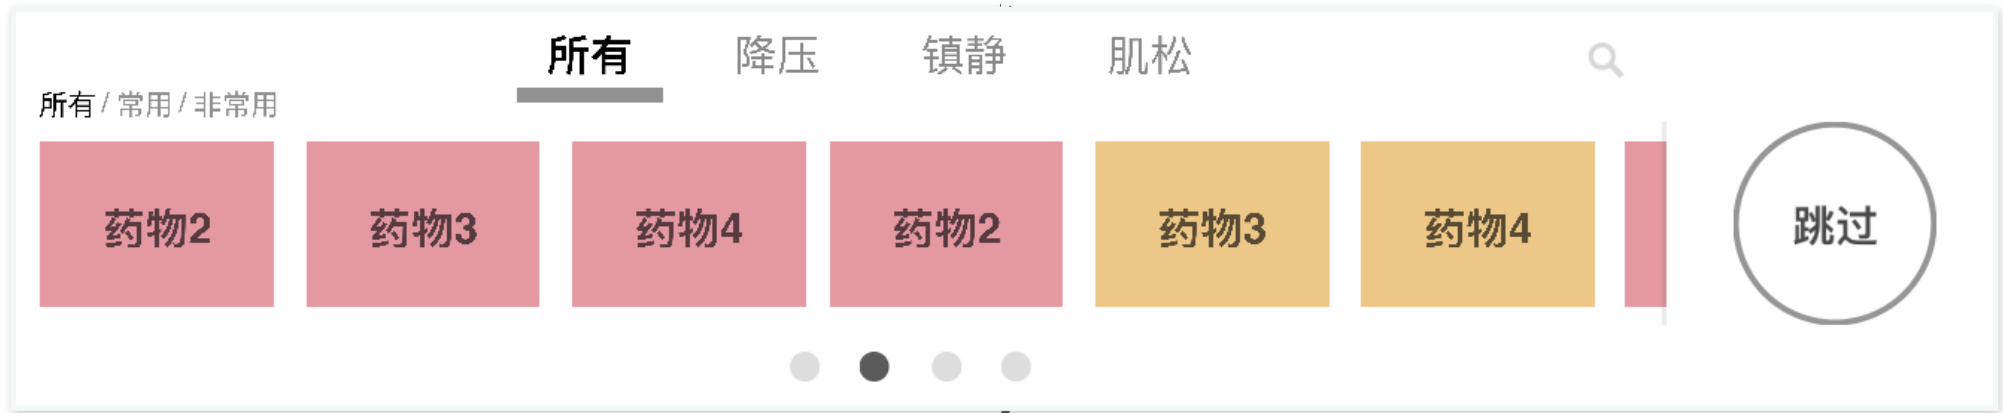 所有 降压 镇静 肌松
所有 / 常用 / 非常用
药物2 药物3 药物4 药物2 药物3 药物4 跳过